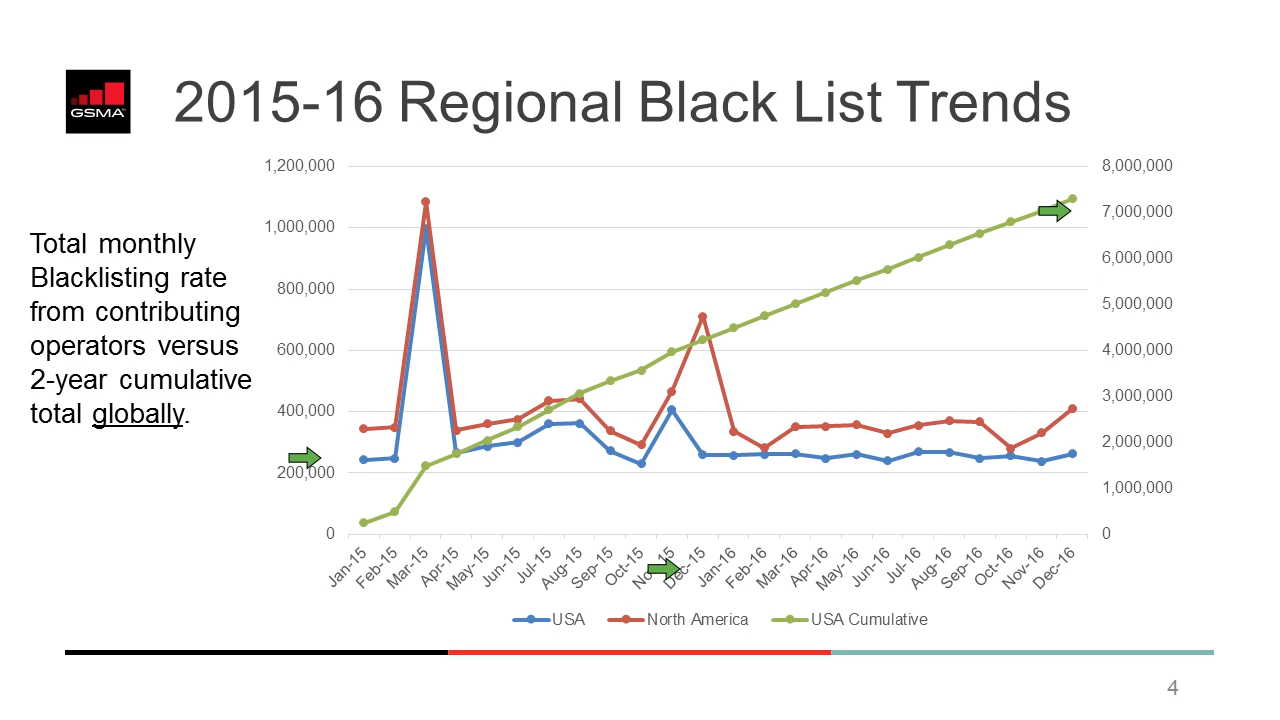 GSMA
2015-16 Regional Black List Trends
Total monthly
Blacklisting rate
from contributing
operators versus
2-year cumulative
total globally.
1,200,000
1,000,000
800,000
600,000
400,000
200,000
0
8,000,000
7,000,000
6,000,000
5,000,000
4,000,000
3,000,000
2,000,000
1,000,000
0
Jan-15
Feb-15
Mar-15
Apr-15
May-15
Jun-15
Jul-15
Aug-15
Sep-15
Oct-15
Nov-15
Dec-15
Jan-16
Feb-16
Mar-16
Apr-16
May-16
Jun-16
Jul-16
Aug-16
Sep-16
Oct-16
Nov-16
Dec-16
USA
North America
USA Cumulative
4